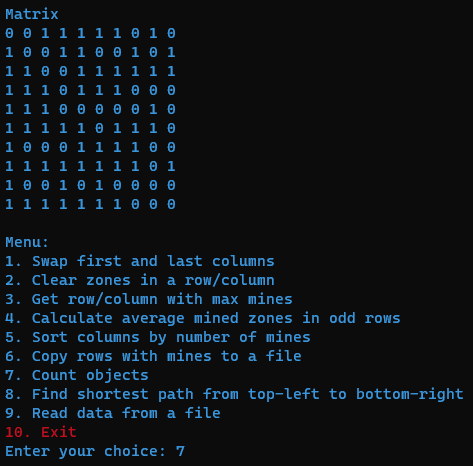 Matrix
0 0 1 1 1 1 1 0 1 0
1 0 0 1 1 0 0 1 0 1
1 1 0 0 1 1 1 1 1 1
1 1 1 0 1 1 1 0 0 0
1 1 1 0 0 0 0 0 1 0
1 1 1 1 1 0 1 1 1 0
1 0 0 0 1 1 1 1 0 0
1 1 1 1 1 1 1 1 0 1
1 0 0 1 0 1 0 0 0 0
1 1 1 1 1 1 1 0 0 0
Menu:
1. Swap first and last columns
2. Clear zones in a row/column
3. Get row/column with max mines
4. Calculate average mined zones in odd rows
5. Sort columns by number of mines
6. Copy rows with mines to a file
7. Count objects
8. Find shortest path from top-left to bottom-right
9. Read data from a file
10. Exit
Enter your choice: 7